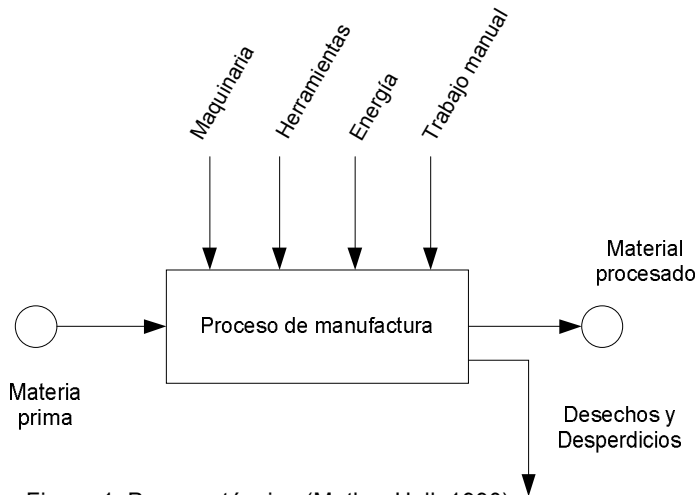 Maquinaria
Herramientas
Energía
Trabajo manual
Material
procesado
Proceso de manufactura
Materia
prima
Desechos y
Desperdicios